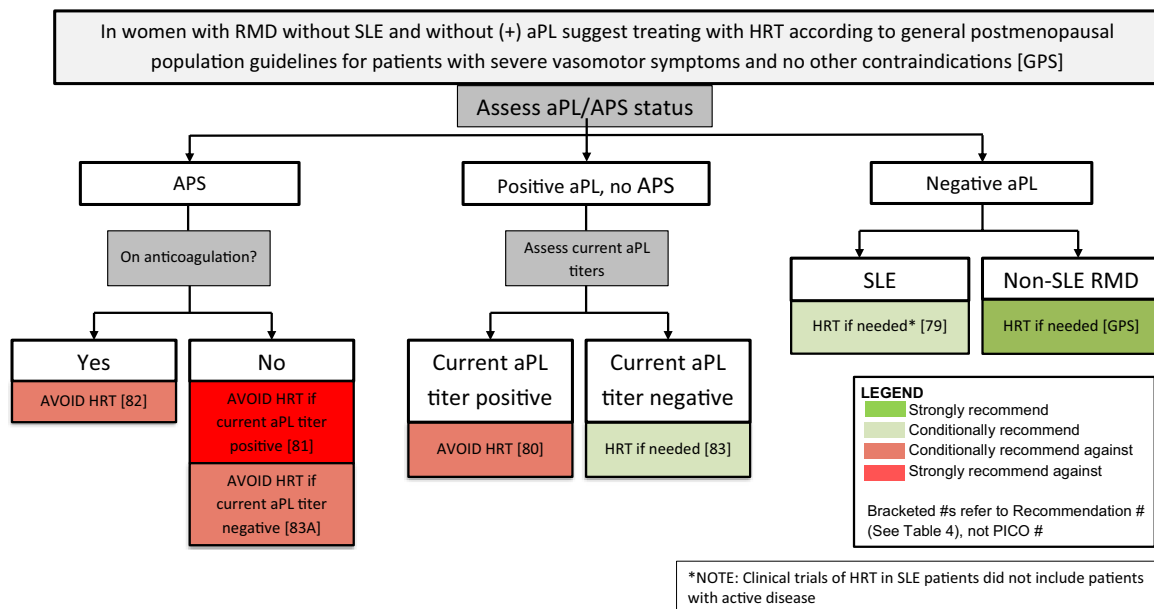 In women with RMD without SLE and without (+) aPL suggest treating with HRT according to general postmenopausal
population guidelines for patients with severe vasomotor symptoms and no other contraindications [GPS]
Assess aPL/APS status
APS
Positive aPL, no APS
Negative aPL
On anticoagulation?
Assess current aPL
titers
SLE
Non-SLE RMD
HRT if needed* [79]
HRT if needed [GPS]
Yes
No
Current aPL
titer positive
Current aPL
titer negative
AVOID HRT [82]
AVOID HRT if
current aPL titer
positive [81]
AVOID HRT if
current aPL titer
negative [83A]
AVOID HRT [80]
HRT if needed [83]
LEGEND
Strongly recommend
Conditionally recommend
Conditionally recommend against
Strongly recommend against
Bracketed #s refer to Recommendation #
(See Table 4), not PICO #
*NOTE: Clinical trials of HRT in SLE patients did not include patients
with active disease